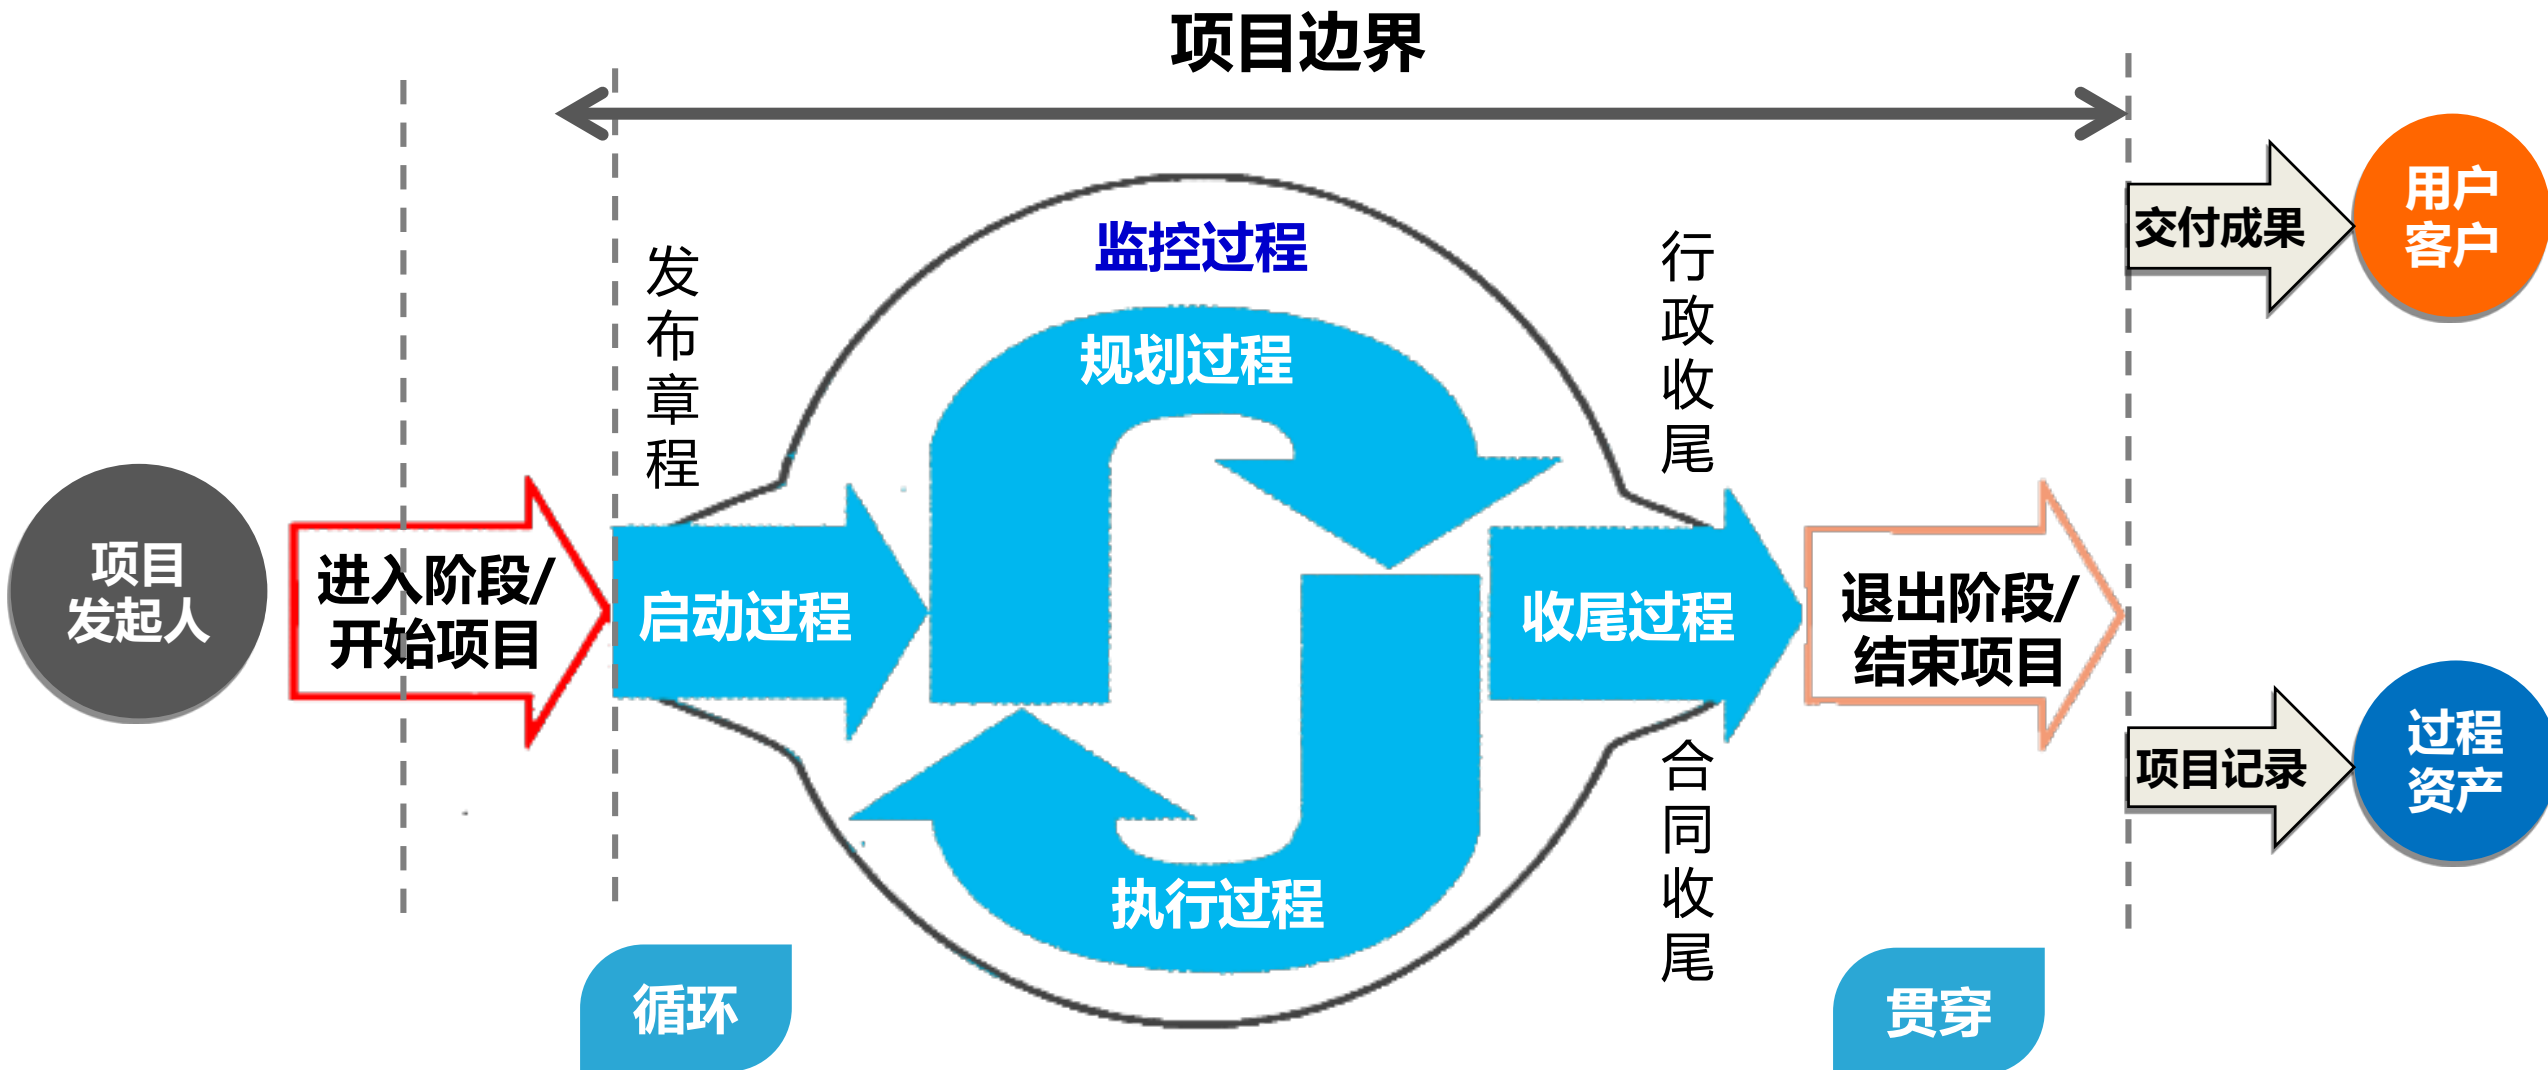 项目边界
项目
发起人
进入阶段/
开始项目
发布章程
启动过程
监控过程
规划过程
执行过程
行政收尾
收尾过程
合同收尾
退出阶段/
结束项目
交付成果
用户
客户
项目记录
过程
资产
循环
贯穿